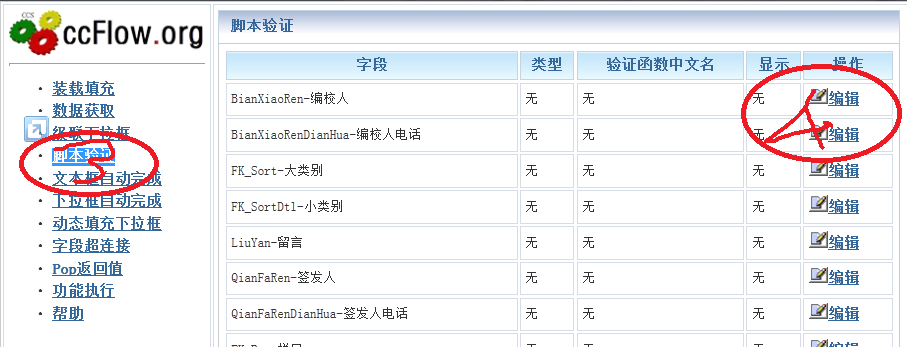 CCS
ccFlow.org
装载填充
数据获取
级联下拉框
脚本验证
文本框自动完成
下拉框自动完成
动态填充下拉框
字段超连接
Pop返回值
功能执行
帮助
脚本验证
字段 类型 验证函数中文名 显示 操作
BianXiaoRen-编校人 无 无 无 编辑
BianXiaoRenDianHua-编校人电话 无 无 无 编辑
FK_Sort-大类别 无 无 无 编辑
FK_SortDtl-小类别 无 无 无 编辑
LiuYan-留言 无 无 无 编辑
QianFaRen-签发人 无 无 无 编辑
QianFaRenDianHua-签发人电话 无 无 无 编辑